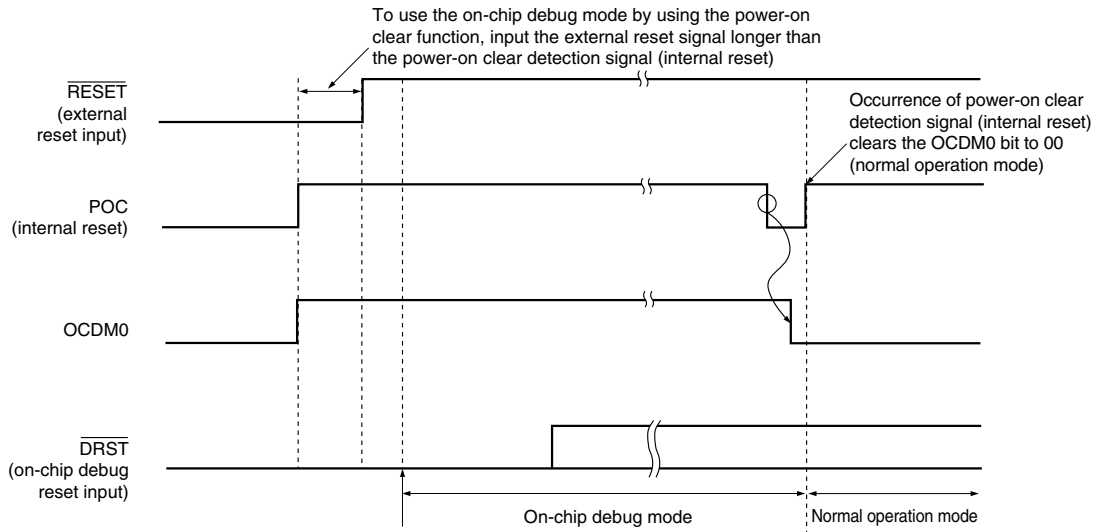 To use the on-chip debug mode by using the power-on
clear function, input the external reset signal longer than
the power-on clear detection signal (internal reset)
RESET
(external
reset input)
Occurrence of power-on clear
detection signal (internal reset)
clears the OCDM0 bit to 00
(normal operation mode)
POC
(internal reset)
OCDM0
DRST
(on-chip debug
reset input)
On-chip debug mode
Normal operation mode